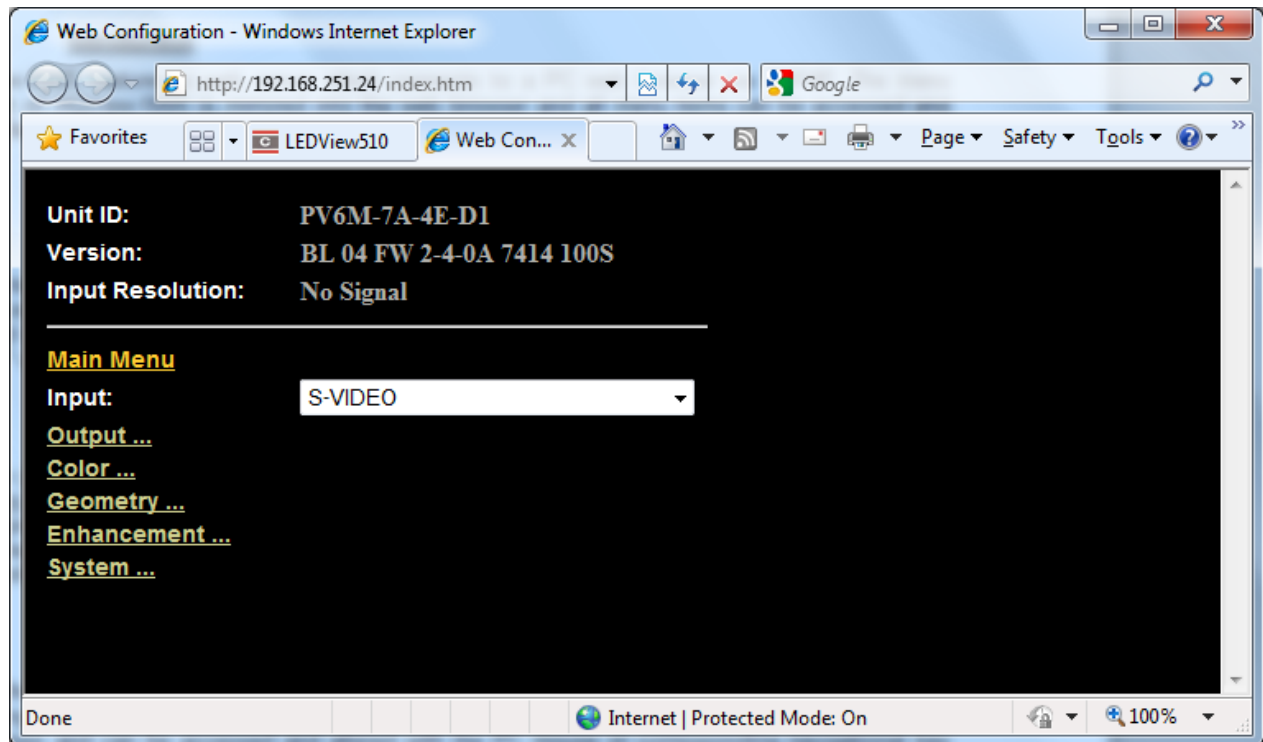 Web Configuration - Windows Internet Explorer
http://192.168.251.24/index.htm
Google
Favorites
LEDView510
Web Con...
Page
Safety
Tools
Unit ID: PV6M-7A-4E-D1
Version: BL 04 FW 2-4-0A 7414 100S
Input Resolution: No Signal
Main Menu
Input: S-VIDEO
Output ...
Color ...
Geometry ...
Enhancement ...
System ...
Done
Internet | Protected Mode: On
100%